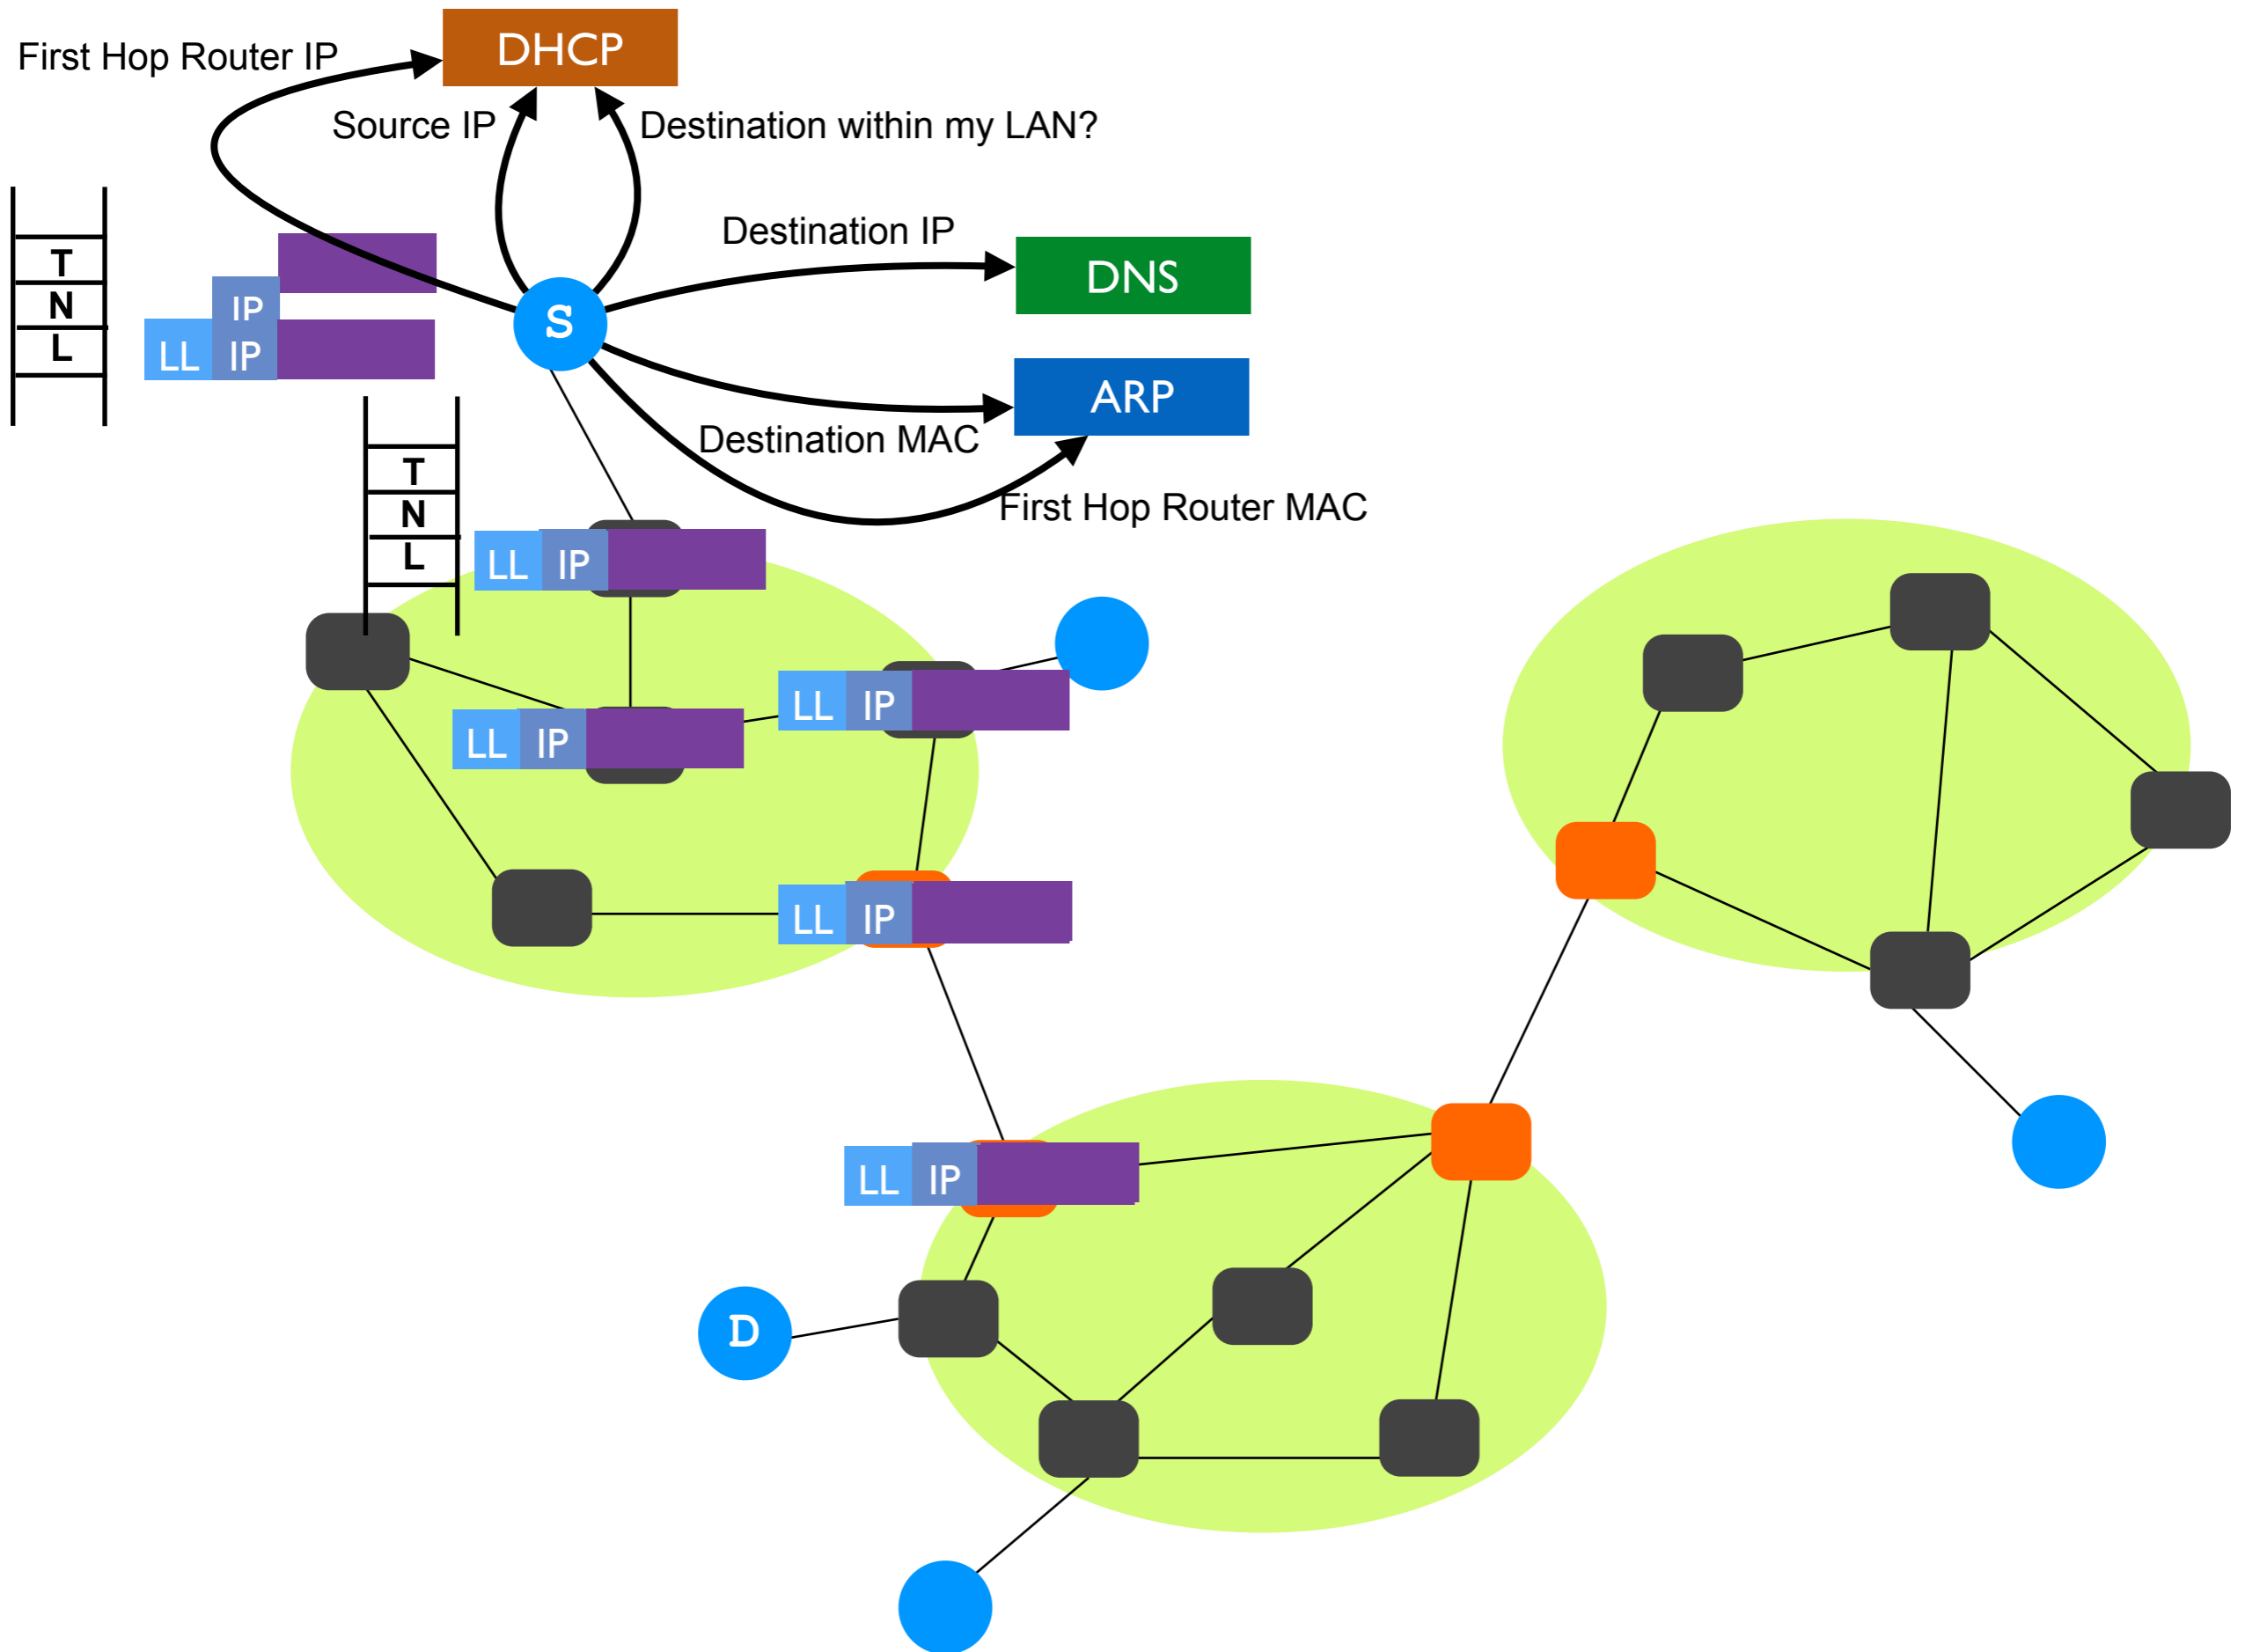 DHCP
First Hop Router IP
Source IP
Destination within my LAN?
Destination IP
DNS
T
N
L
IP
LL IP
S
ARP
Destination MAC
First Hop Router MAC
T
N
L
LL IP
LL IP
LL IP
LL IP
LL IP
D